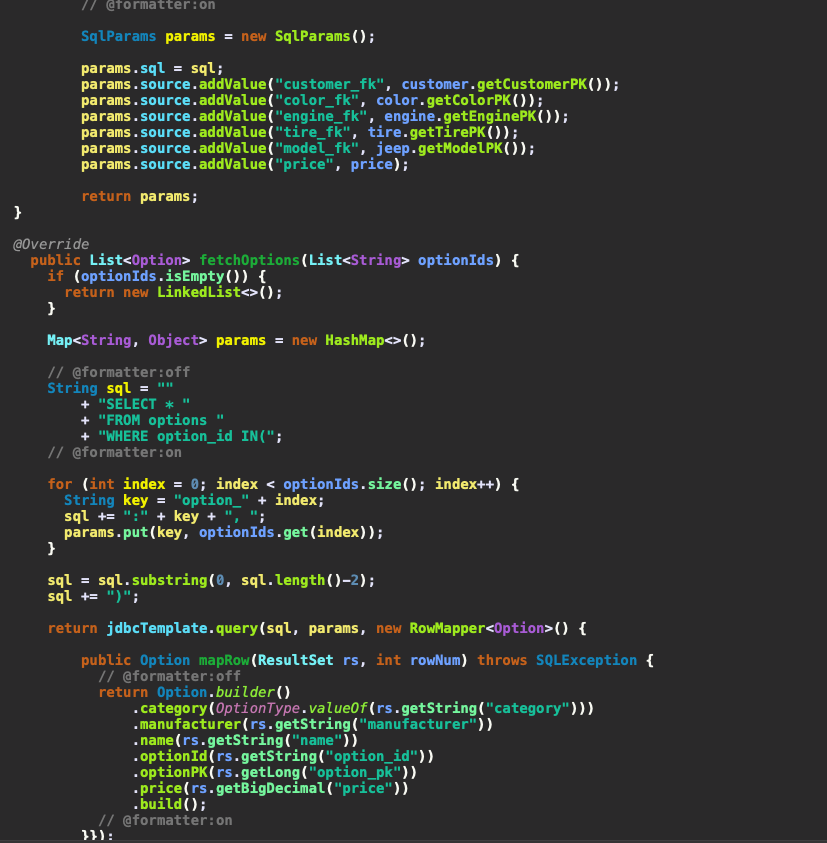 // @formatter:on
SqlParams params = new SqlParams();
params.sql = sql;
params.source.addValue("customer_fk", customer.getCustomerPK());
params.source.addValue("color_fk", color.getColorPK());
params.source.addValue("engine_fk", engine.getEnginePK());
params.source.addValue("tire_fk", tire.getTirePK());
params.source.addValue("model_fk", jeep.getModelPK());
params.source.addValue("price", price);
return params;
}
@Override
public List<Option> fetchOptions(List<String> optionIds) {
if (optionIds.isEmpty()) {
return new LinkedList<>();
}
Map<String, Object> params = new HashMap<>();
// @formatter:off
String sql = ""
+ "SELECT * "
+ "FROM options "
+ "WHERE option_id IN(";
// @formatter:on
for (int index = 0; index < optionIds.size(); index++) {
String key = "option_" + index;
sql += ":" + key + ", ";
params.put(key, optionIds.get(index));
}
sql = sql.substring(0, sql.length()-2);
sql += ")";
return jdbcTemplate.query(sql, params, new RowMapper<Option>() {
public Option mapRow(ResultSet rs, int rowNum) throws SQLException {
// @formatter:off
return Option.builder()
.category(OptionType.valueOf(rs.getString("category")))
.manufacturer(rs.getString("manufacturer"))
.name(rs.getString("name"))
.optionId(rs.getString("option_id"))
.optionPK(rs.getLong("option_pk"))
.price(rs.getBigDecimal("price"))
.build();
// @formatter:on
}});